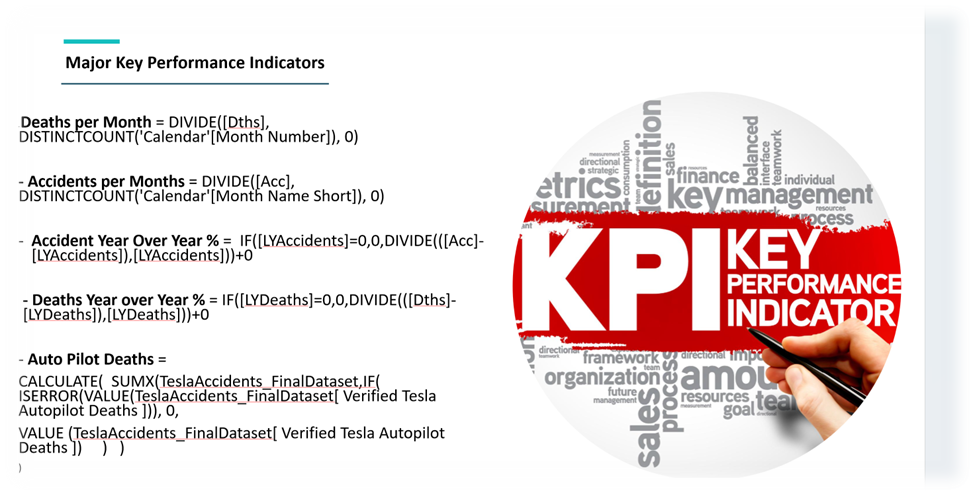 Major Key Performance Indicators
Deaths per Month = DIVIDE([Dths],
DISTINCTCOUNT('Calendar'[Month Number]), 0)
- Accidents per Months = DIVIDE([Acc],
DISTINCTCOUNT('Calendar'[Month Name Short]), 0)
- Accident Year Over Year % = IF([LYAccidents]=0,0,DIVIDE(([Acc]-
[LYAccidents]),[LYAccidents]))+0
- Deaths Year over Year % = IF([LYDeaths]=0,0,DIVIDE(([Dths]-
[LYDeaths]),[LYDeaths]))+0
- Auto Pilot Deaths =
CALCULATE( SUMX(TeslaAccidents_FinalDataset,IF(
ISERROR(VALUE(TeslaAccidents_FinalDataset[ Verified Tesla
Autopilot Deaths ])), 0,
VALUE (TeslaAccidents_FinalDataset[ Verified Tesla Autopilot
Deaths ]) ) )
)
definition
consumption
sales
balanced
interface
teamwork
measurement
directional
strategic
resources
finance
individual
etrics
key management
surement
resources
process
KPI
KEY
PERFORMANCE
INDICATOR
directional
teamwork
framework
organization
future
management
sales
process
directional
amou
resources
measurement
goal
team